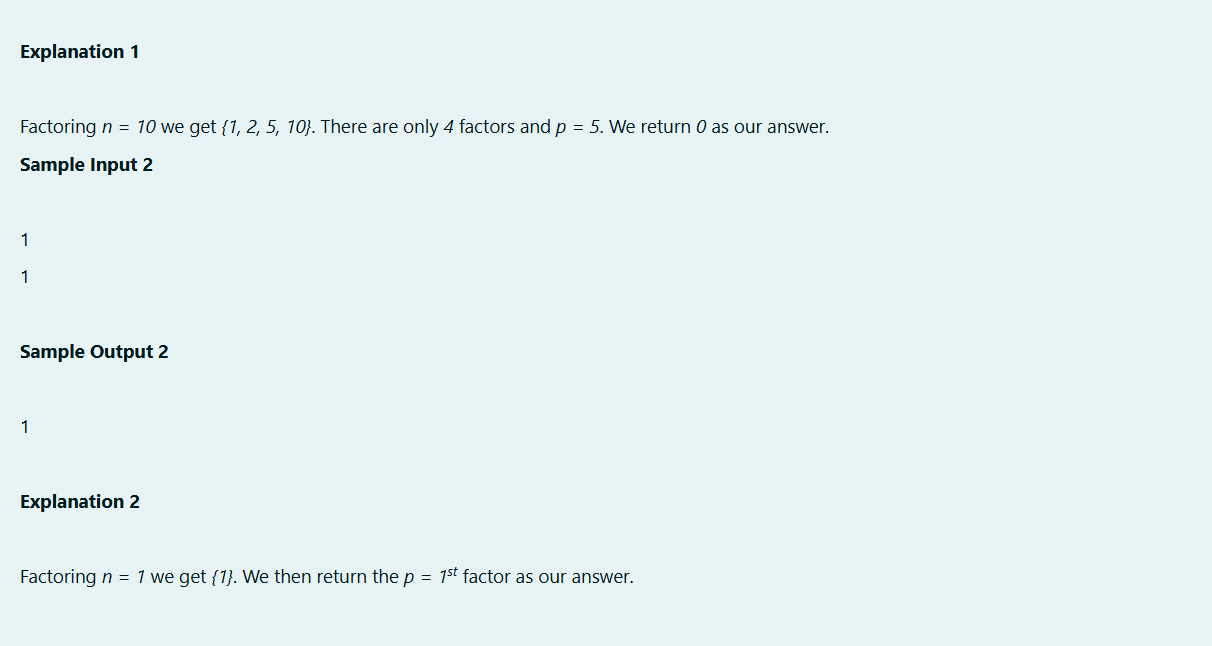 Explanation 1
Factoring n = 10 we get {1, 2, 5, 10}. There are only 4 factors and p = 5. We return 0 as our answer.
Sample Input 2
1
1
Sample Output 2
1
Explanation 2
Factoring n = 1 we get {1}. We then return the p = 1st factor as our answer.